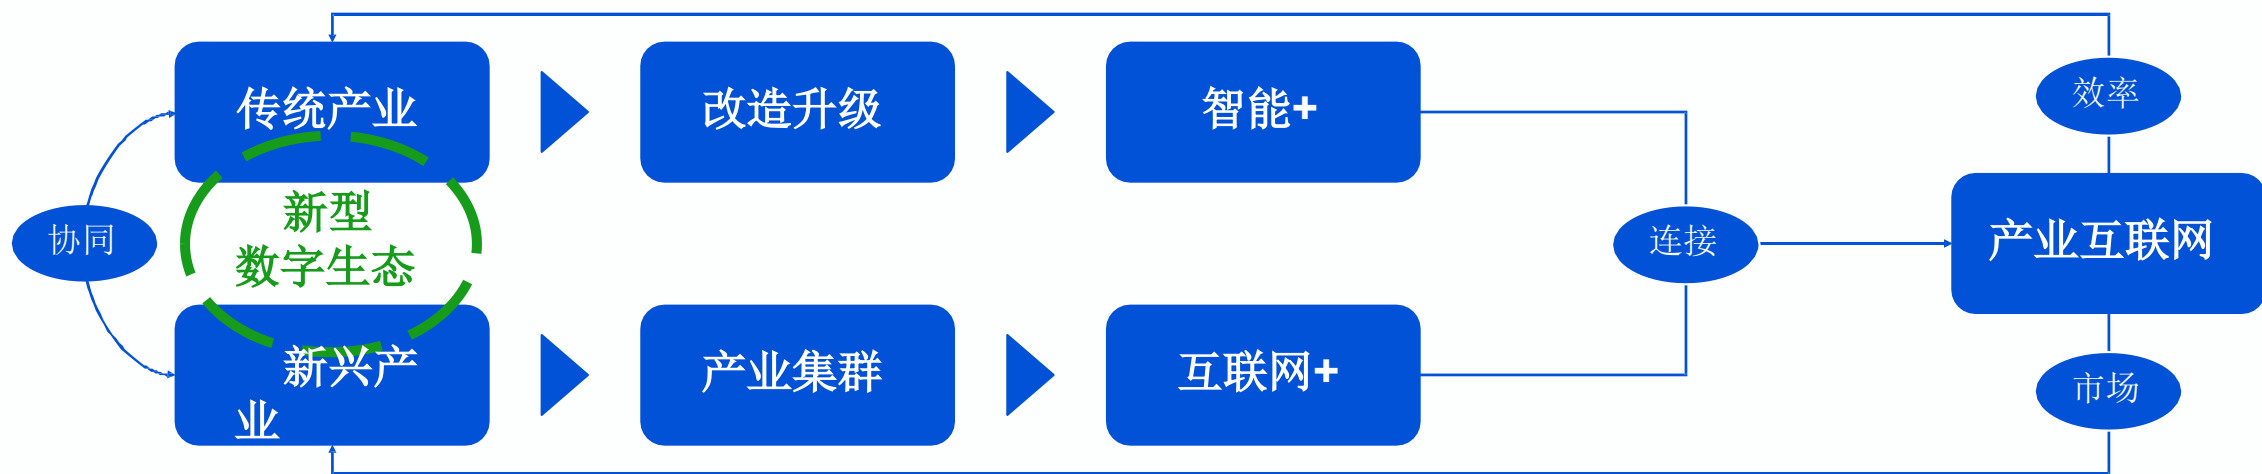 效率
传统产业
改造升级
智能+
新型
数字生态
协同
连接
产业互联网
新兴产
业
产业集群
互联网+
市场